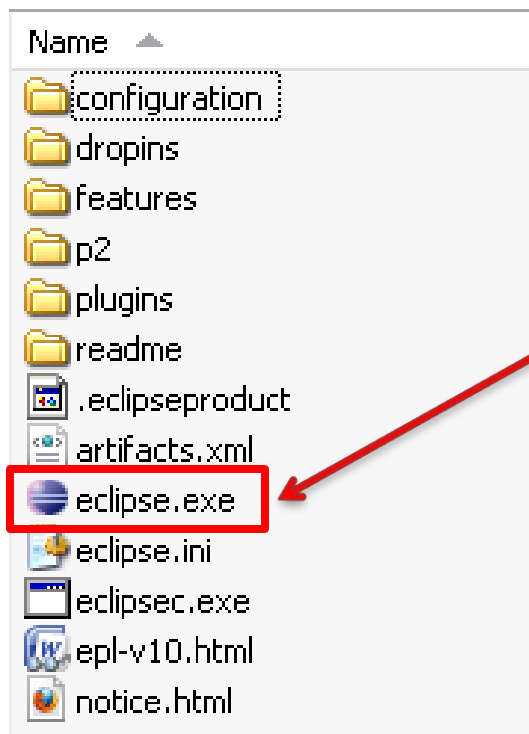 Name
configuration
dropins
features
p2
plugins
readme
.eclipseproduct
artifacts.xml
eclipse.exe
eclipse.ini
eclipsec.exe
epl-v10.html
notice.html